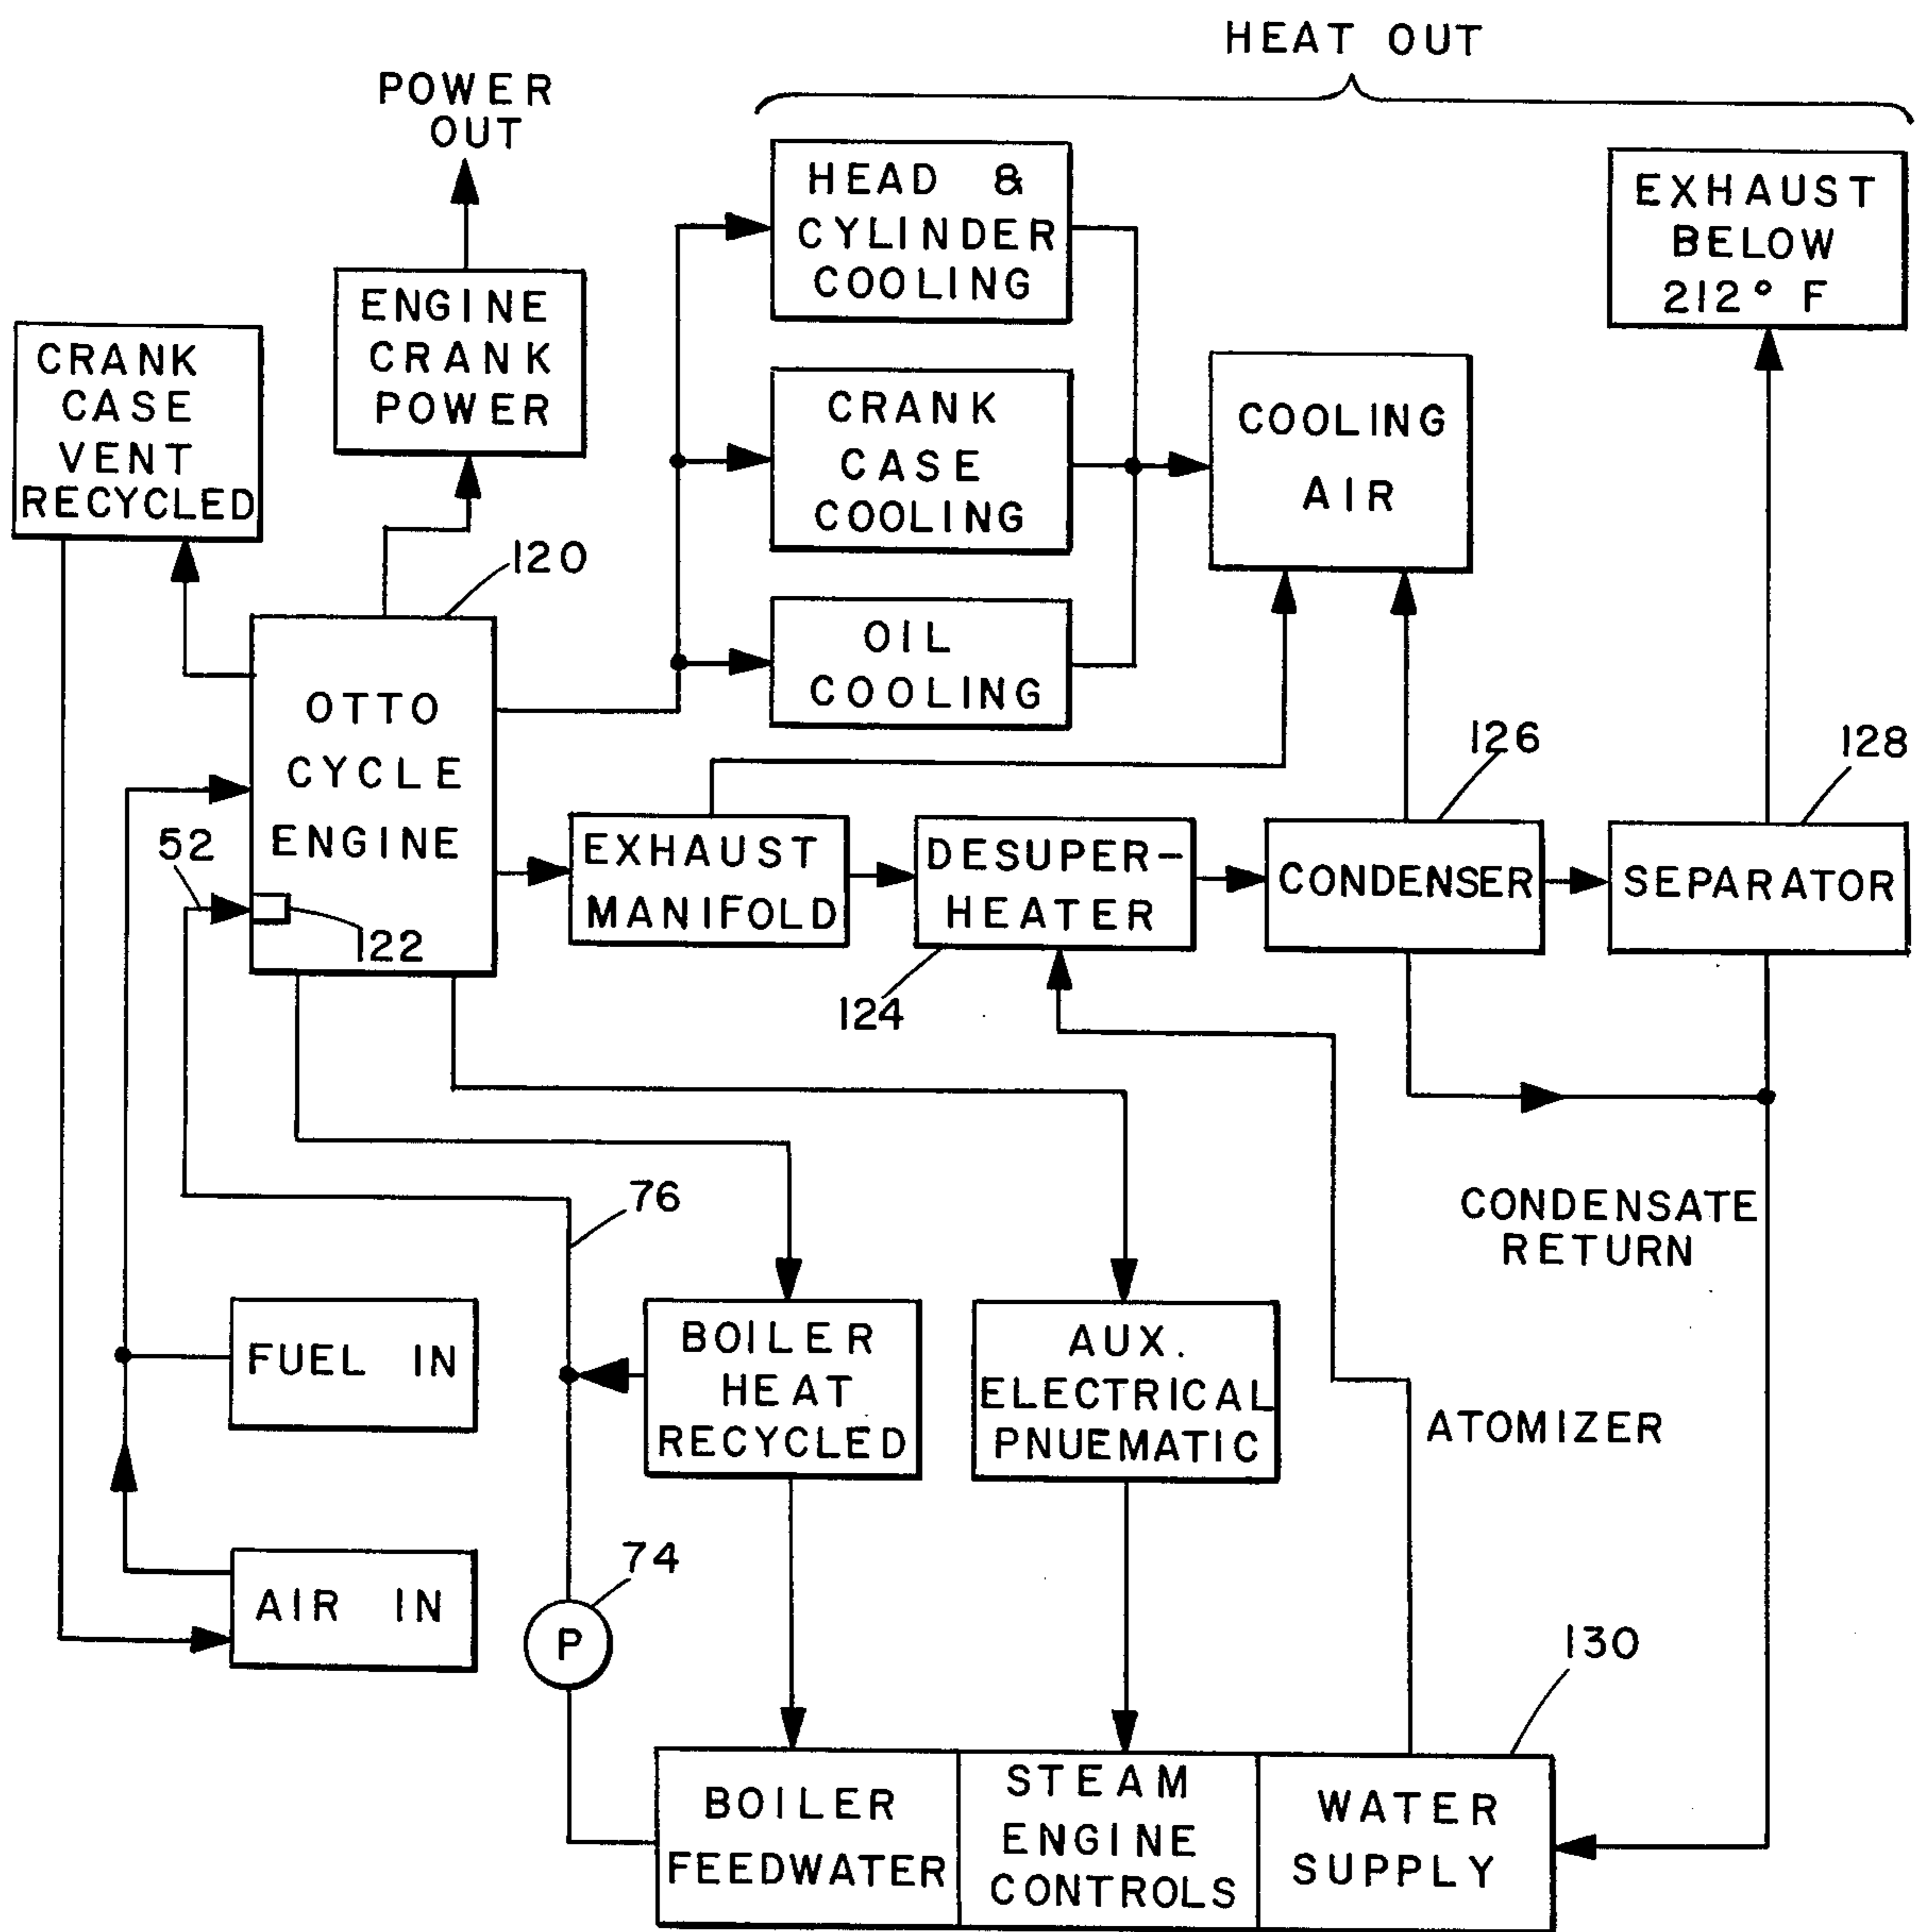 HEAT OUT
POWER
OUT
HEAD &
CYLINDER
COOLING
EXHAUST
BELOW
212° F
ENGINE
CRANK
POWER
CRANK
CASE
VENT
RECYCLED
CRANK
CASE
COOLING
COOLING
AIR
120
OIL
COOLING
OTTO
CYCLE
ENGINE
126
128
52
122
EXHAUST
MANIFOLD
DESUPER-
HEATER
CONDENSER
SEPARATOR
124
76
CONDENSATE
RETURN
FUEL IN
BOILER
HEAT
RECYCLED
AUX.
ELECTRICAL
PNUEMATIC
ATOMIZER
AIR IN
74
P
130
BOILER
FEEDWATER
STEAM
ENGINE
CONTROLS
WATER
SUPPLY